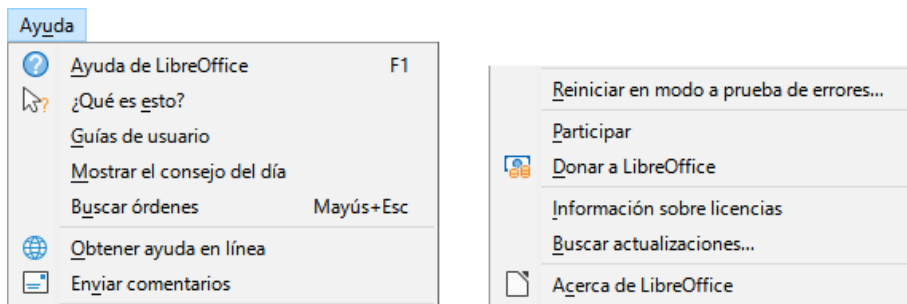 Ayuda
Ayuda de LibreOffice F1
¿Qué es esto?
Guías de usuario
Mostrar el consejo del día
Buscar órdenes Mayús+Esc
Obtener ayuda en línea
Enviar comentarios
Reiniciar en modo a prueba de errores...
Participar
Donar a LibreOffice
Información sobre licencias
Buscar actualizaciones...
Acerca de LibreOffice